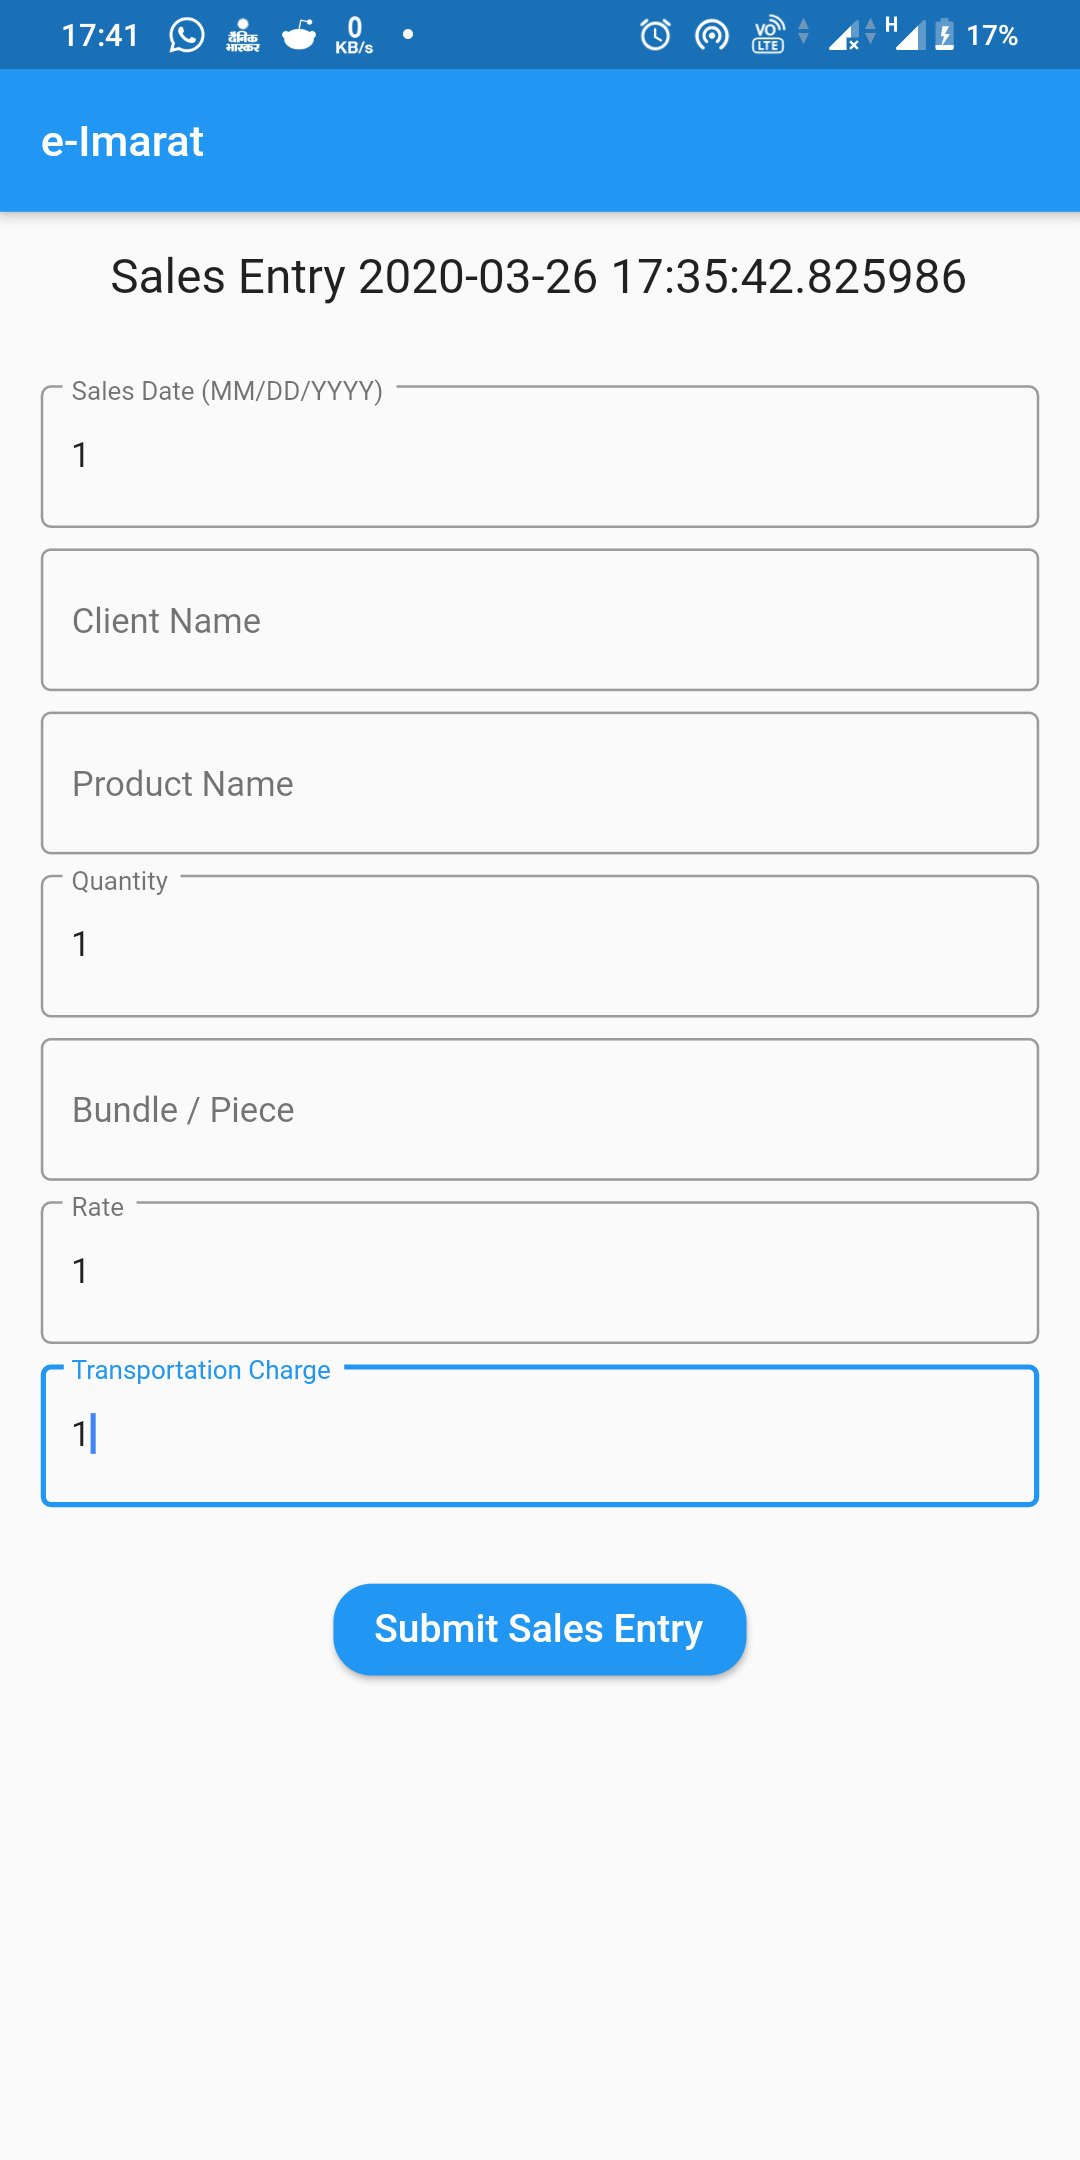 17:41 दैनिक भास्कर 0 KB/s VO LTE H 17%
e-Imarat
Sales Entry 2020-03-26 17:35:42.825986
Sales Date (MM/DD/YYYY)
1
Client Name
Product Name
Quantity
1
Bundle / Piece
Rate
1
Transportation Charge
1
Submit Sales Entry